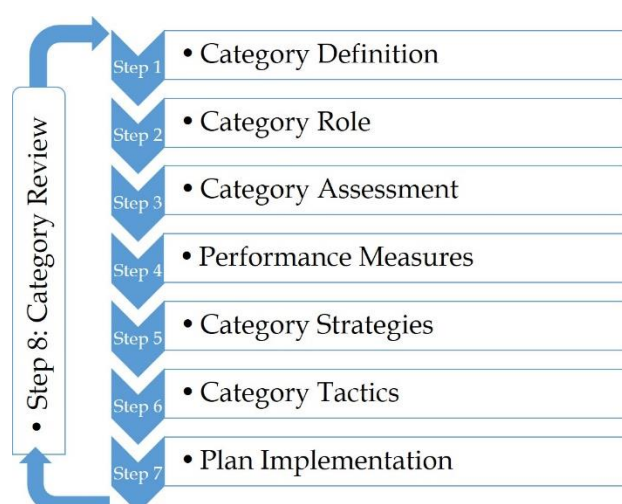 Step 1
• Category Definition
Step 2
• Category Role
Step 3
• Category Assessment
Step 4
• Performance Measures
Step 5
• Category Strategies
Step 6
• Category Tactics
Step 7
• Plan Implementation
• Step 8: Category Review